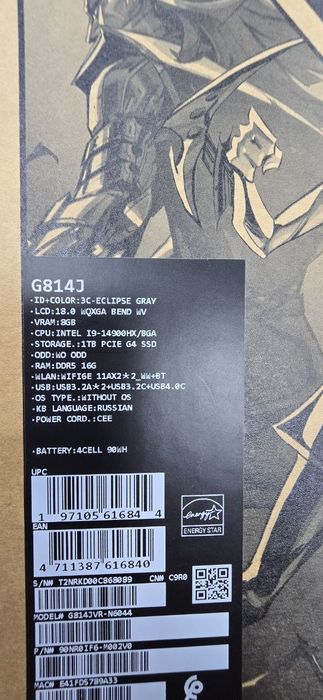 G814J
·ID+COLOR:3C-ECLIPSE GRAY
·LCD:18.0 WQXGA BEND WV
·VRAM:8GB
·CPU:INTEL I9-14900HX/BGA
·STORAGE.:1TB PCIE G4 SSD
·ODD:WO ODD
·RAM:DDR5 16G
·WLAN:WIFI6E 11AX2*2_WW+BT
·USB:USB3.2A*2+USB3.2C+USB4.0C
·OS TYPE.:WITHOUT OS
·KB LANGUAGE:RUSSIAN
·POWER CORD.:CEE
·BATTERY:4CELL 90WH
UPC
1 97105 61684 4
EAN
4 711387 616840
energy
ENERGY STAR
S/N# T2NRKD00C868089 CN# C9R0
MODEL# G814JVR-N6044
P/N# 90NR0IF6-M002V0
MAC# E41FD5789A33